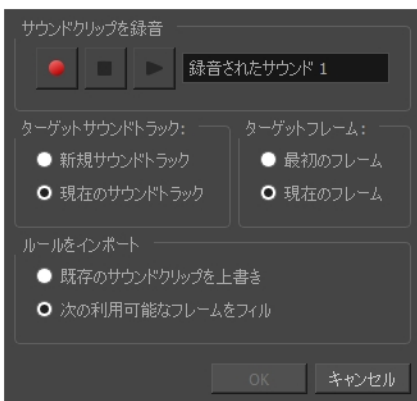 サウンドクリップを録音
録音されたサウンド 1
ターゲットサウンドトラック: ターゲットフレーム:
新規サウンドトラック 最初のフレーム
現在のサウンドトラック 現在のフレーム
ルールをインポート
既存のサウンドクリップを上書き
次の利用可能なフレームをフィル
OK キャンセル